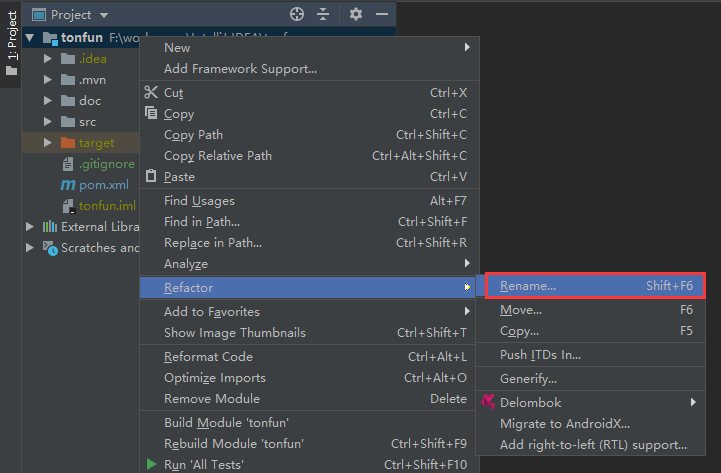 1: Project
Project
tonfun
.idea
.mvn
doc
src
target
.gitignore
pom.xml
tonfun.iml
External Libra
Scratches and
New
Add Framework Support...
Cut Ctrl+X
Copy Ctrl+C
Copy Path Ctrl+Shift+C
Copy Relative Path Ctrl+Alt+Shift+C
Paste Ctrl+V
Find Usages Alt+F7
Find in Path... Ctrl+Shift+F
Replace in Path... Ctrl+Shift+R
Analyze
Refactor
Add to Favorites
Show Image Thumbnails Ctrl+Shift+T
Reformat Code Ctrl+Alt+L
Optimize Imports Ctrl+Alt+O
Remove Module Delete
Build Module 'tonfun'
Rebuild Module 'tonfun' Ctrl+Shift+F9
Run 'All Tests' Ctrl+Shift+F10
Rename... Shift+F6
Move... F6
Copy... F5
Push ITDs In...
Generify...
Delombok
Migrate to AndroidX...
Add right-to-left (RTL) support...